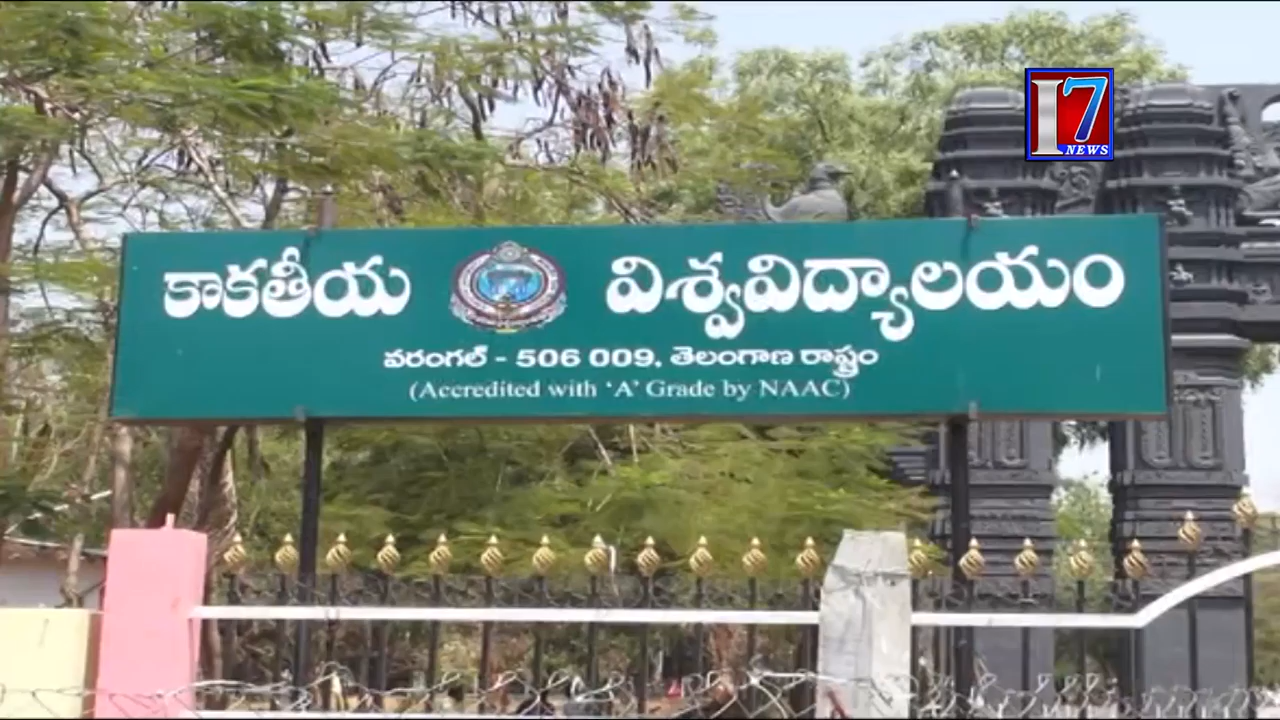 I7
NEWS
కాకతీయ విశ్వవిద్యాలయం
వరంగల్ - 506 009. తెలంగాణ రాష్ట్రం
(Accredited with ‘A’ Grade by NAAC)